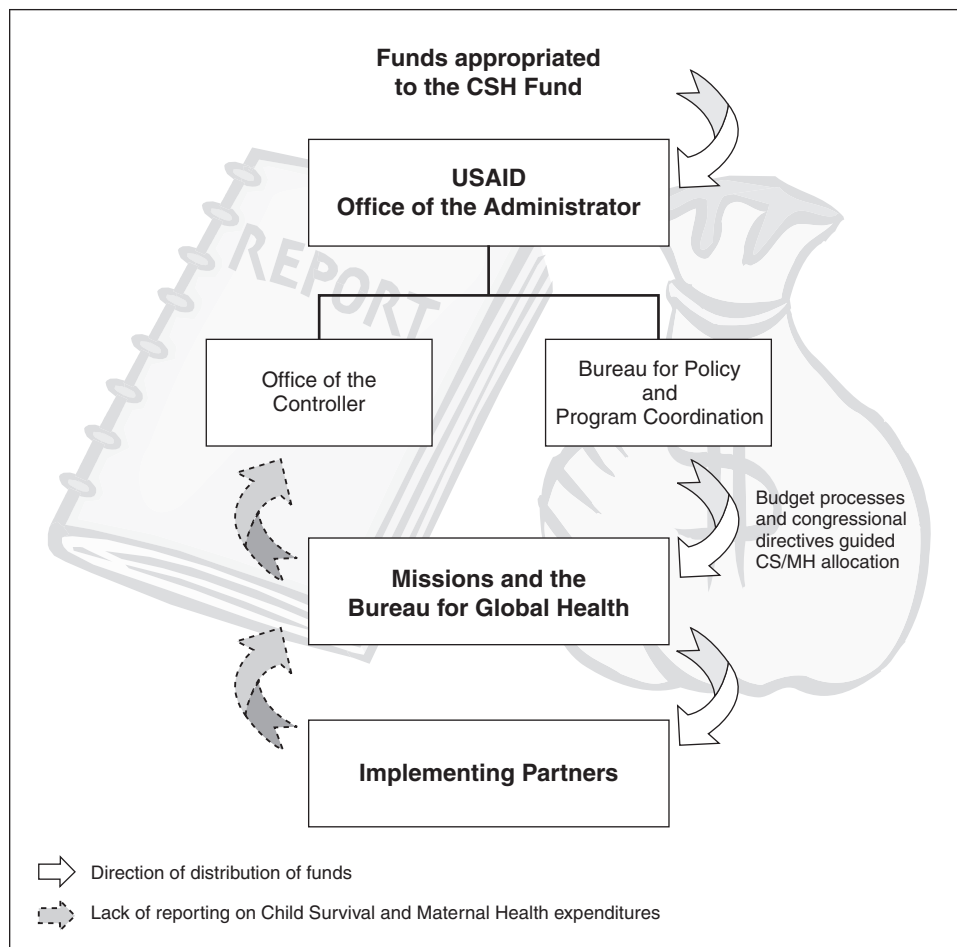 Funds appropriated
to the CSH Fund
USAID
Office of the Administrator
REPORT
Office of the
Controller
Bureau for Policy
and
Program Coordination
$
Budget processes
and congressional
directives guided
CS/MH allocation
Missions and the
Bureau for Global Health
Implementing Partners
Direction of distribution of funds
Lack of reporting on Child Survival and Maternal Health expenditures